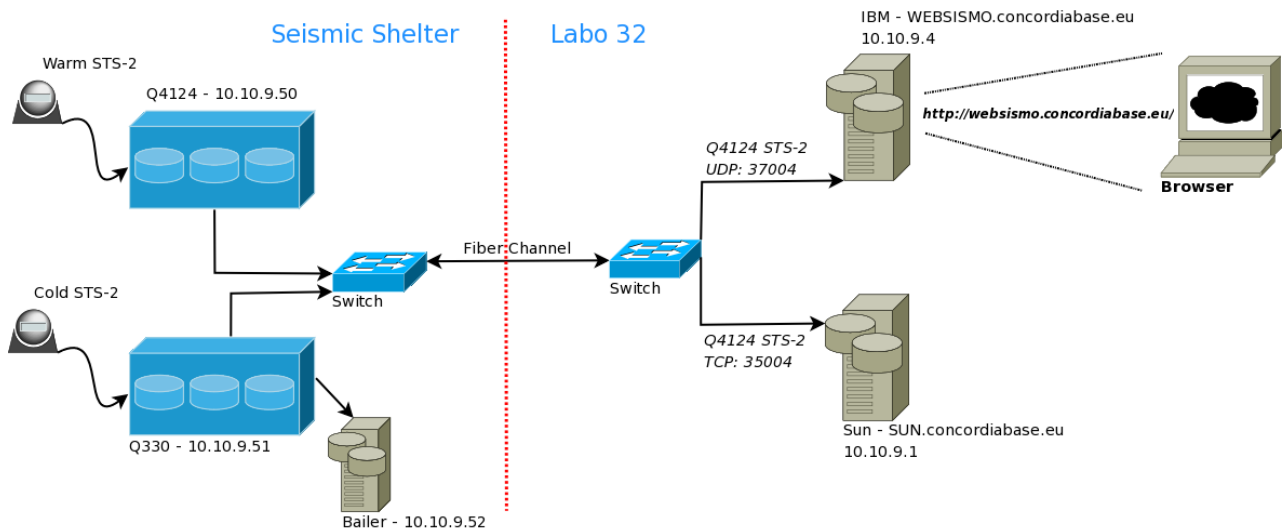 Seismic Shelter
Labo 32
IBM - WEBSISMO.concordiabase.eu
10.10.9.4
Warm STS-2
Q4124 - 10.10.9.50
http://websismo.concordiabase.eu/
Q4124 STS-2
UDP: 37004
Browser
Fiber Channel
Cold STS-2
Switch
Switch
Q4124 STS-2
TCP: 35004
Q330 - 10.10.9.51
Sun - SUN.concordiabase.eu
10.10.9.1
Bailer - 10.10.9.52